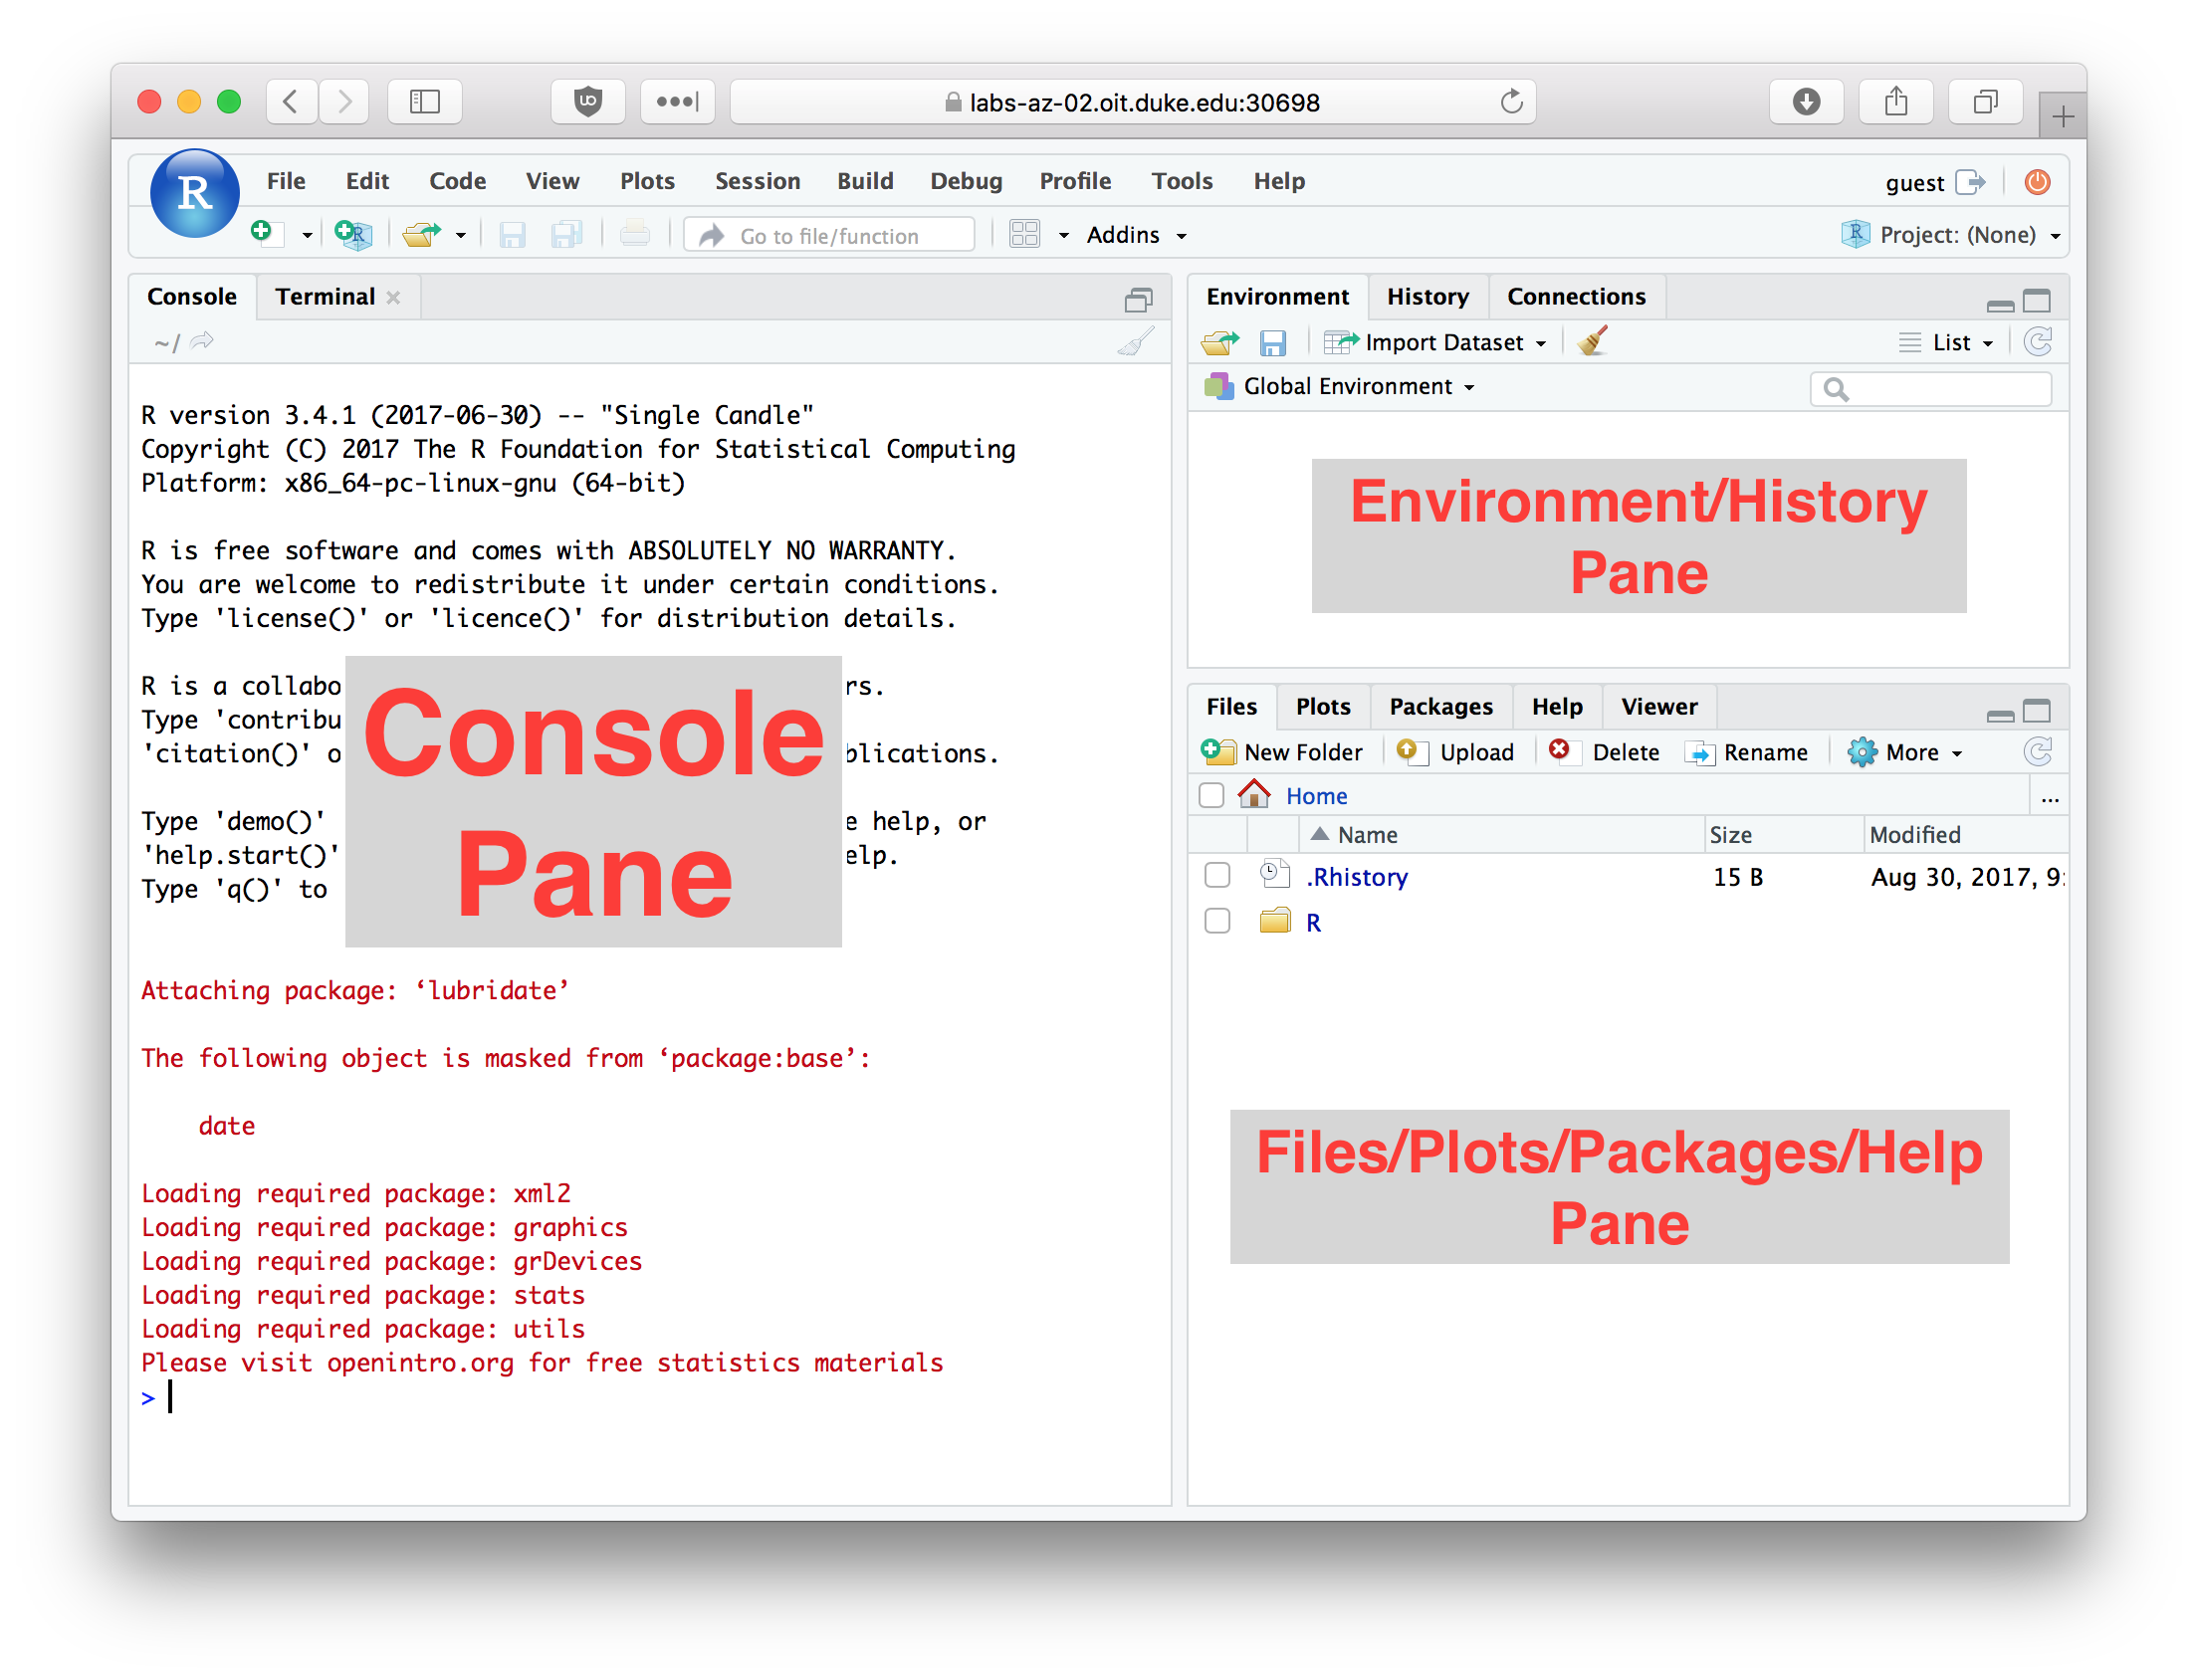 labs-az-02.oit.duke.edu:30698
R
File Edit Code View Plots Session Build Debug Profile Tools Help
guest
Go to file/function
Addins
Project: (None)
Console Terminal
~/
R version 3.4.1 (2017-06-30) -- "Single Candle"
Copyright (C) 2017 The R Foundation for Statistical Computing
Platform: x86_64-pc-linux-gnu (64-bit)
R is free software and comes with ABSOLUTELY NO WARRANTY.
You are welcome to redistribute it under certain conditions.
Type 'license()' or 'licence()' for distribution details.
R is a collabo rs.
Type 'contribu
'citation()' o blications.
Type 'demo()' e help, or
'help.start()' elp.
Type 'q()' to
Console
Pane
Attaching package: ‘lubridate’
The following object is masked from ‘package:base’:
date
Loading required package: xml2
Loading required package: graphics
Loading required package: grDevices
Loading required package: stats
Loading required package: utils
Please visit openintro.org for free statistics materials
>
Environment History Connections
Import Dataset
List
Global Environment
Environment/History
Pane
Files Plots Packages Help Viewer
New Folder Upload Delete Rename More
Home ...
Name Size Modified
.Rhistory 15 B Aug 30, 2017, 9:
R
Files/Plots/Packages/Help
Pane